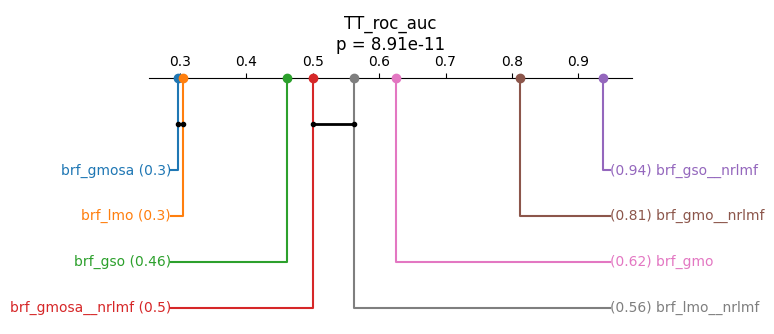 TT_roc_auc
p = 8.91e-11
0.3 0.4 0.5 0.6 0.7 0.8 0.9
brf_gmosa (0.3) (0.94) brf_gso__nrlmf
brf_lmo (0.3) (0.81) brf_gmo__nrlmf
brf_gso (0.46) (0.62) brf_gmo
brf_gmosa__nrlmf (0.5) (0.56) brf_lmo__nrlmf